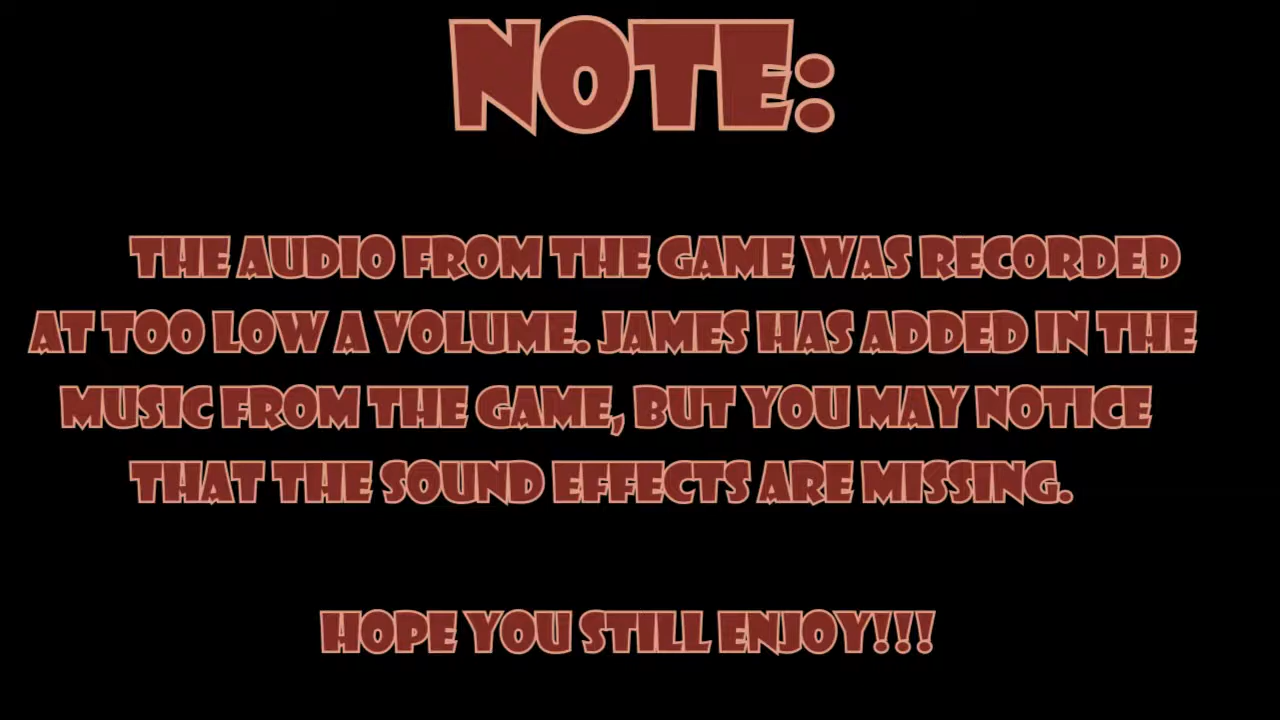 NOTE:
THE AUDIO FROM THE GAME WAS RECORDED
AT TOO LOW A VOLUME. JAMES HAS ADDED IN THE
MUSIC FROM THE GAME, BUT YOU MAY NOTICE
THAT THE SOUND EFFECTS ARE MISSING.
HOPE YOU STILL ENJOY!!!